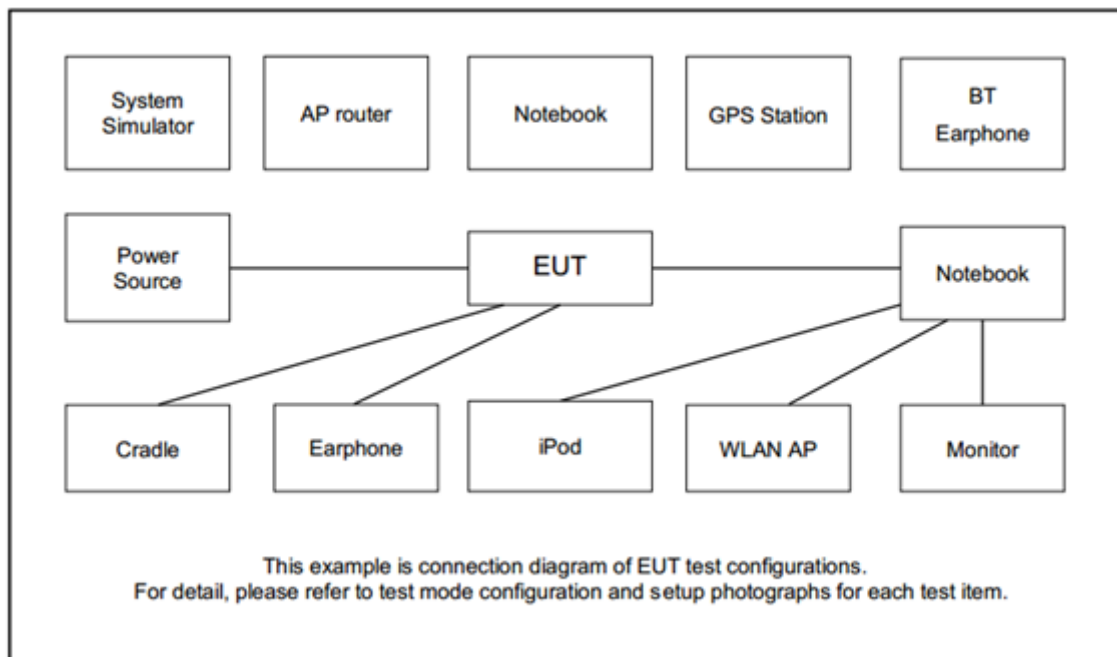 System
Simulator
AP router
Notebook
GPS Station
BT
Earphone
Power
Source
EUT
Notebook
Cradle
Earphone
iPod
WLAN AP
Monitor
This example is connection diagram of EUT test configurations.
For detail, please refer to test mode configuration and setup photographs for each test item.